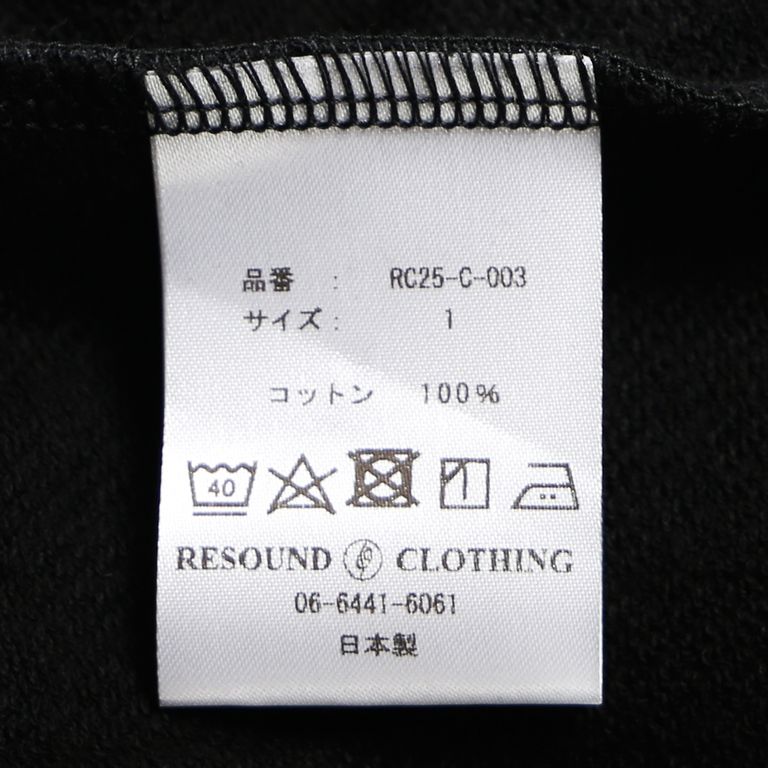 品番 : RC25-C-003
サイズ : 1
コットン 100%
40
RESOUND CLOTHING
06-6441-6061
日本製